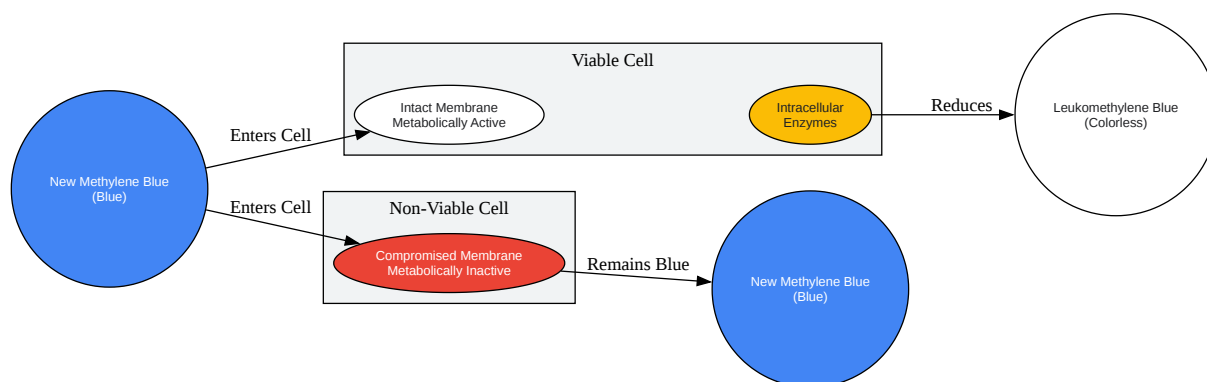 Viable Cell
Intact Membrane
Metabolically Active
Intracellular
Enzymes
Reduces
Leukomethylene Blue
(Colorless)
Enters Cell
New Methylene Blue
(Blue)
Enters Cell
Non-Viable Cell
Compromised Membrane
Metabolically Inactive
Remains Blue
New Methylene Blue
(Blue)